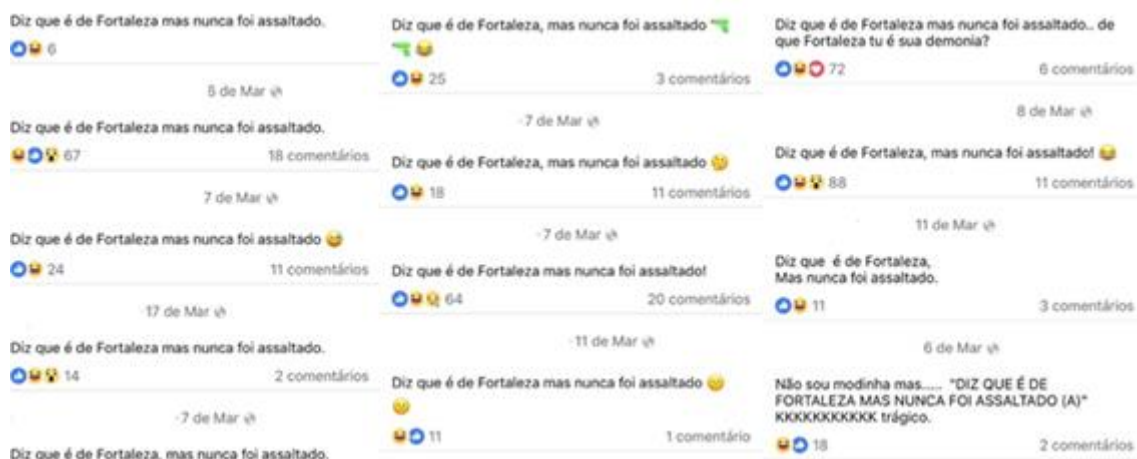 Diz que é de Fortaleza mas nunca foi assaltado.
6
5 de Mar
Diz que é de Fortaleza mas nunca foi assaltado.
67 18 comentários
7 de Mar
Diz que é de Fortaleza mas nunca foi assaltado 😅
24 11 comentários
17 de Mar
Diz que é de Fortaleza mas nunca foi assaltado.
14 2 comentários
7 de Mar
Diz que é de Fortaleza, mas nunca foi assaltado.
Diz que é de Fortaleza, mas nunca foi assaltado 🔫
🔫 😂
25 3 comentários
7 de Mar
Diz que é de Fortaleza, mas nunca foi assaltado 🤔
18 11 comentários
7 de Mar
Diz que é de Fortaleza mas nunca foi assaltado!
64 20 comentários
11 de Mar
Diz que é de Fortaleza mas nunca foi assaltado
11 1 comentário
Diz que é de Fortaleza mas nunca foi assaltado.. de
que Fortaleza tu é sua demonia?
72 6 comentários
8 de Mar
Diz que é de Fortaleza, mas nunca foi assaltado! 😂
88 11 comentários
11 de Mar
Diz que é de Fortaleza,
Mas nunca foi assaltado.
11 3 comentários
6 de Mar
Não sou modinha mas..... "DIZ QUE É DE
FORTALEZA MAS NUNCA FOI ASSALTADO (A)"
KKKKKKKKKKK trágico.
18 2 comentários